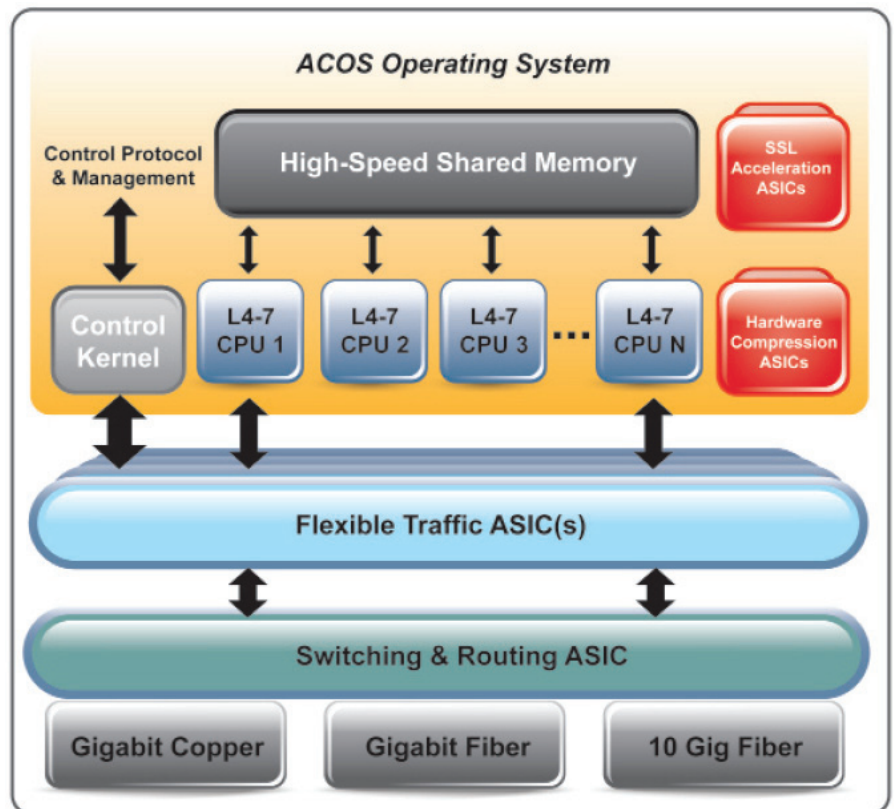 ACOS Operating System
Control Protocol
& Management
High-Speed Shared Memory
SSL
Acceleration
ASICs
Control
Kernel
L4-7
CPU 1
L4-7
CPU 2
L4-7
CPU 3
...
L4-7
CPU N
Hardware
Compression
ASICs
Flexible Traffic ASIC(s)
Switching & Routing ASIC
Gigabit Copper
Gigabit Fiber
10 Gig Fiber